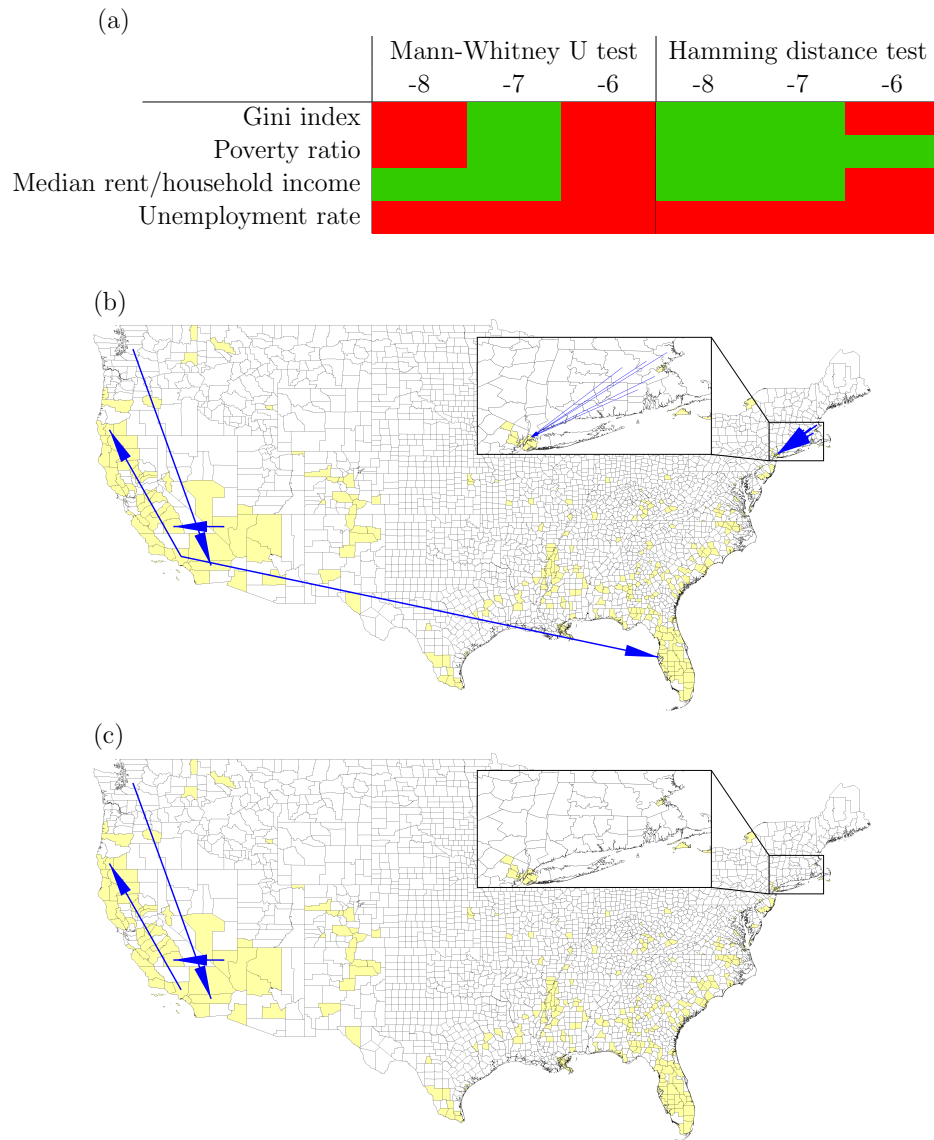 (a)
Mann-Whitney U test Hamming distance test
-8 -7 -6 -8 -7 -6
Gini index
Poverty ratio
Median rent/household income
Unemployment rate
(b)
(c)